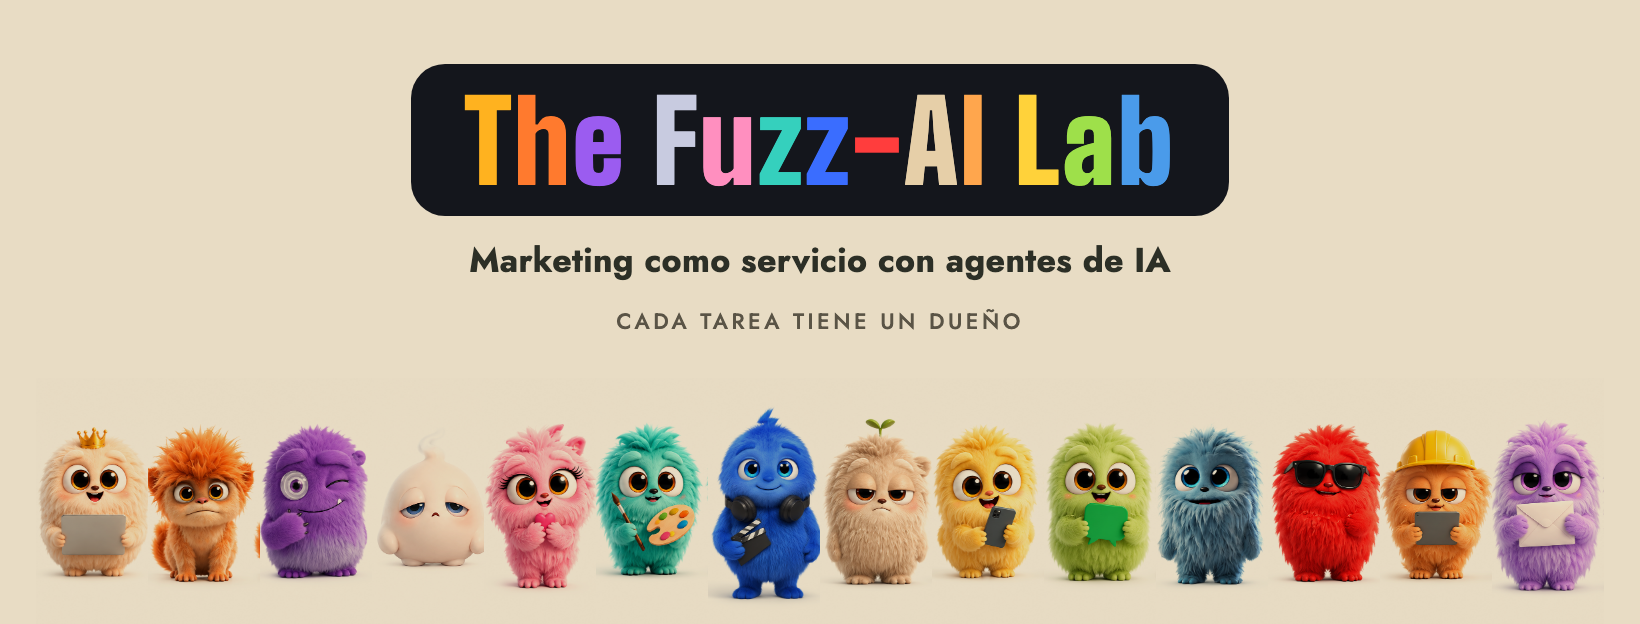 The Fuzz-AI Lab
Marketing como servicio con agentes de IA
CADA TAREA TIENE UN DUEÑO